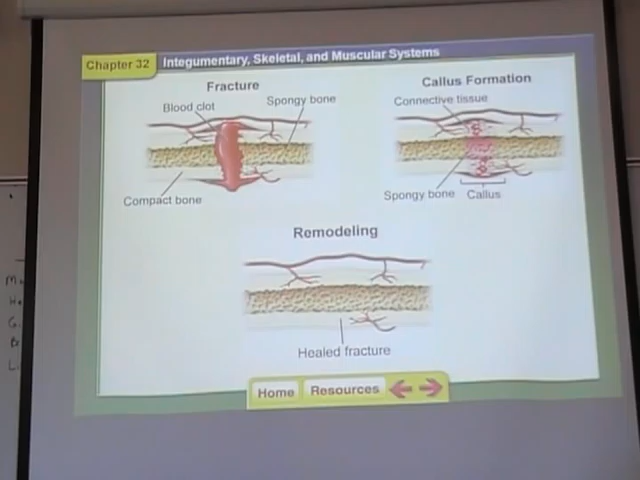 Chapter 32
Integumentary, Skeletal, and Muscular Systems
Fracture
Blood clot
Spongy bone
Compact bone
Callus Formation
Connective tissue
Spongy bone
Callus
Remodeling
Healed fracture
Home
Resources